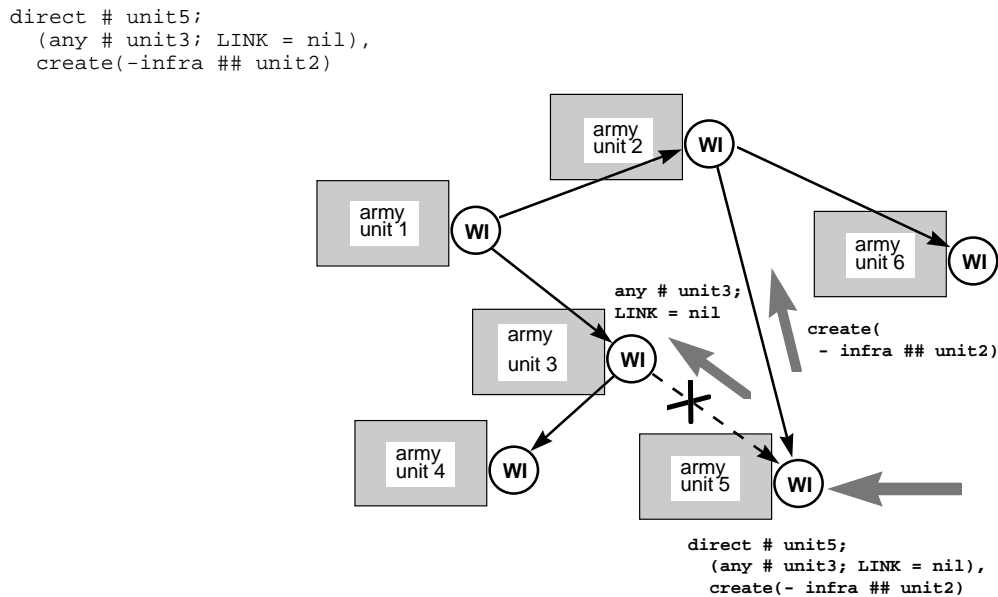 direct # unit5;
(any # unit3; LINK = nil),
create(-infra ## unit2)
army
unit 2
WI
army
unit 1
WI
army
unit 6
WI
any # unit3;
LINK = nil
create(
- infra ## unit2)
army
unit 3
WI
army
unit 4
WI
army
unit 5
WI
direct # unit5;
(any # unit3; LINK = nil),
create(- infra ## unit2)